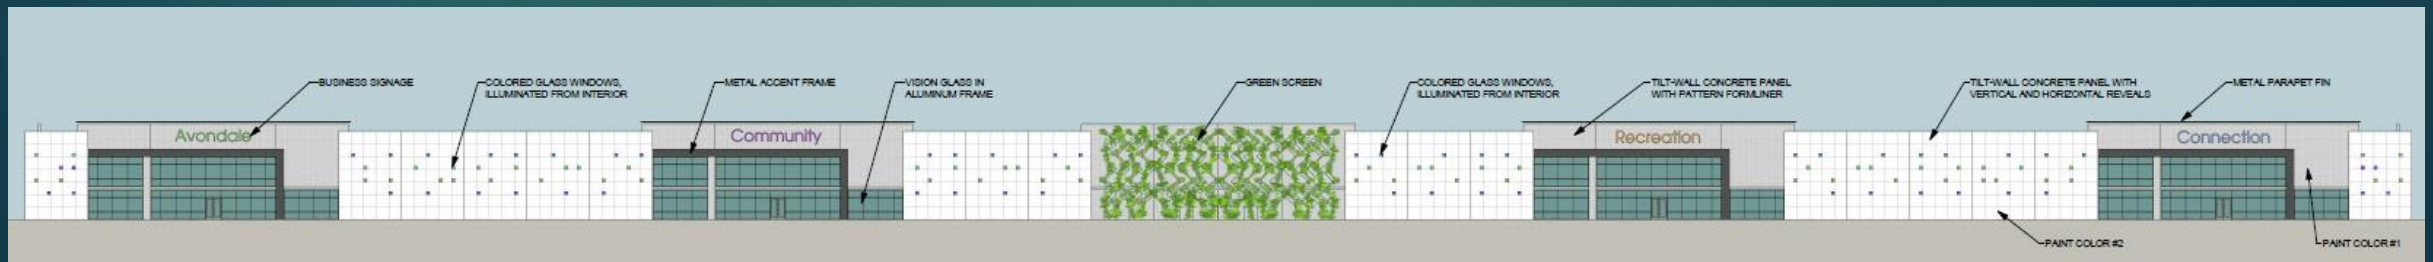 BUSINESS SIGNAGE
COLORED GLASS WINDOWS,
ILLUMINATED FROM INTERIOR
METAL ACCENT FRAME
VISION GLASS IN
ALUMINUM FRAME
GREEN SCREEN
COLORED GLASS WINDOWS,
ILLUMINATED FROM INTERIOR
TILT-WALL CONCRETE PANEL
WITH PATTERN FORMLINER
TILT-WALL CONCRETE PANEL WITH
VERTICAL AND HORIZONTAL REVEALS
METAL PARAPET FIN
Avondale
Community
Recreation
Connection
PAINT COLOR #2
PAINT COLOR #1